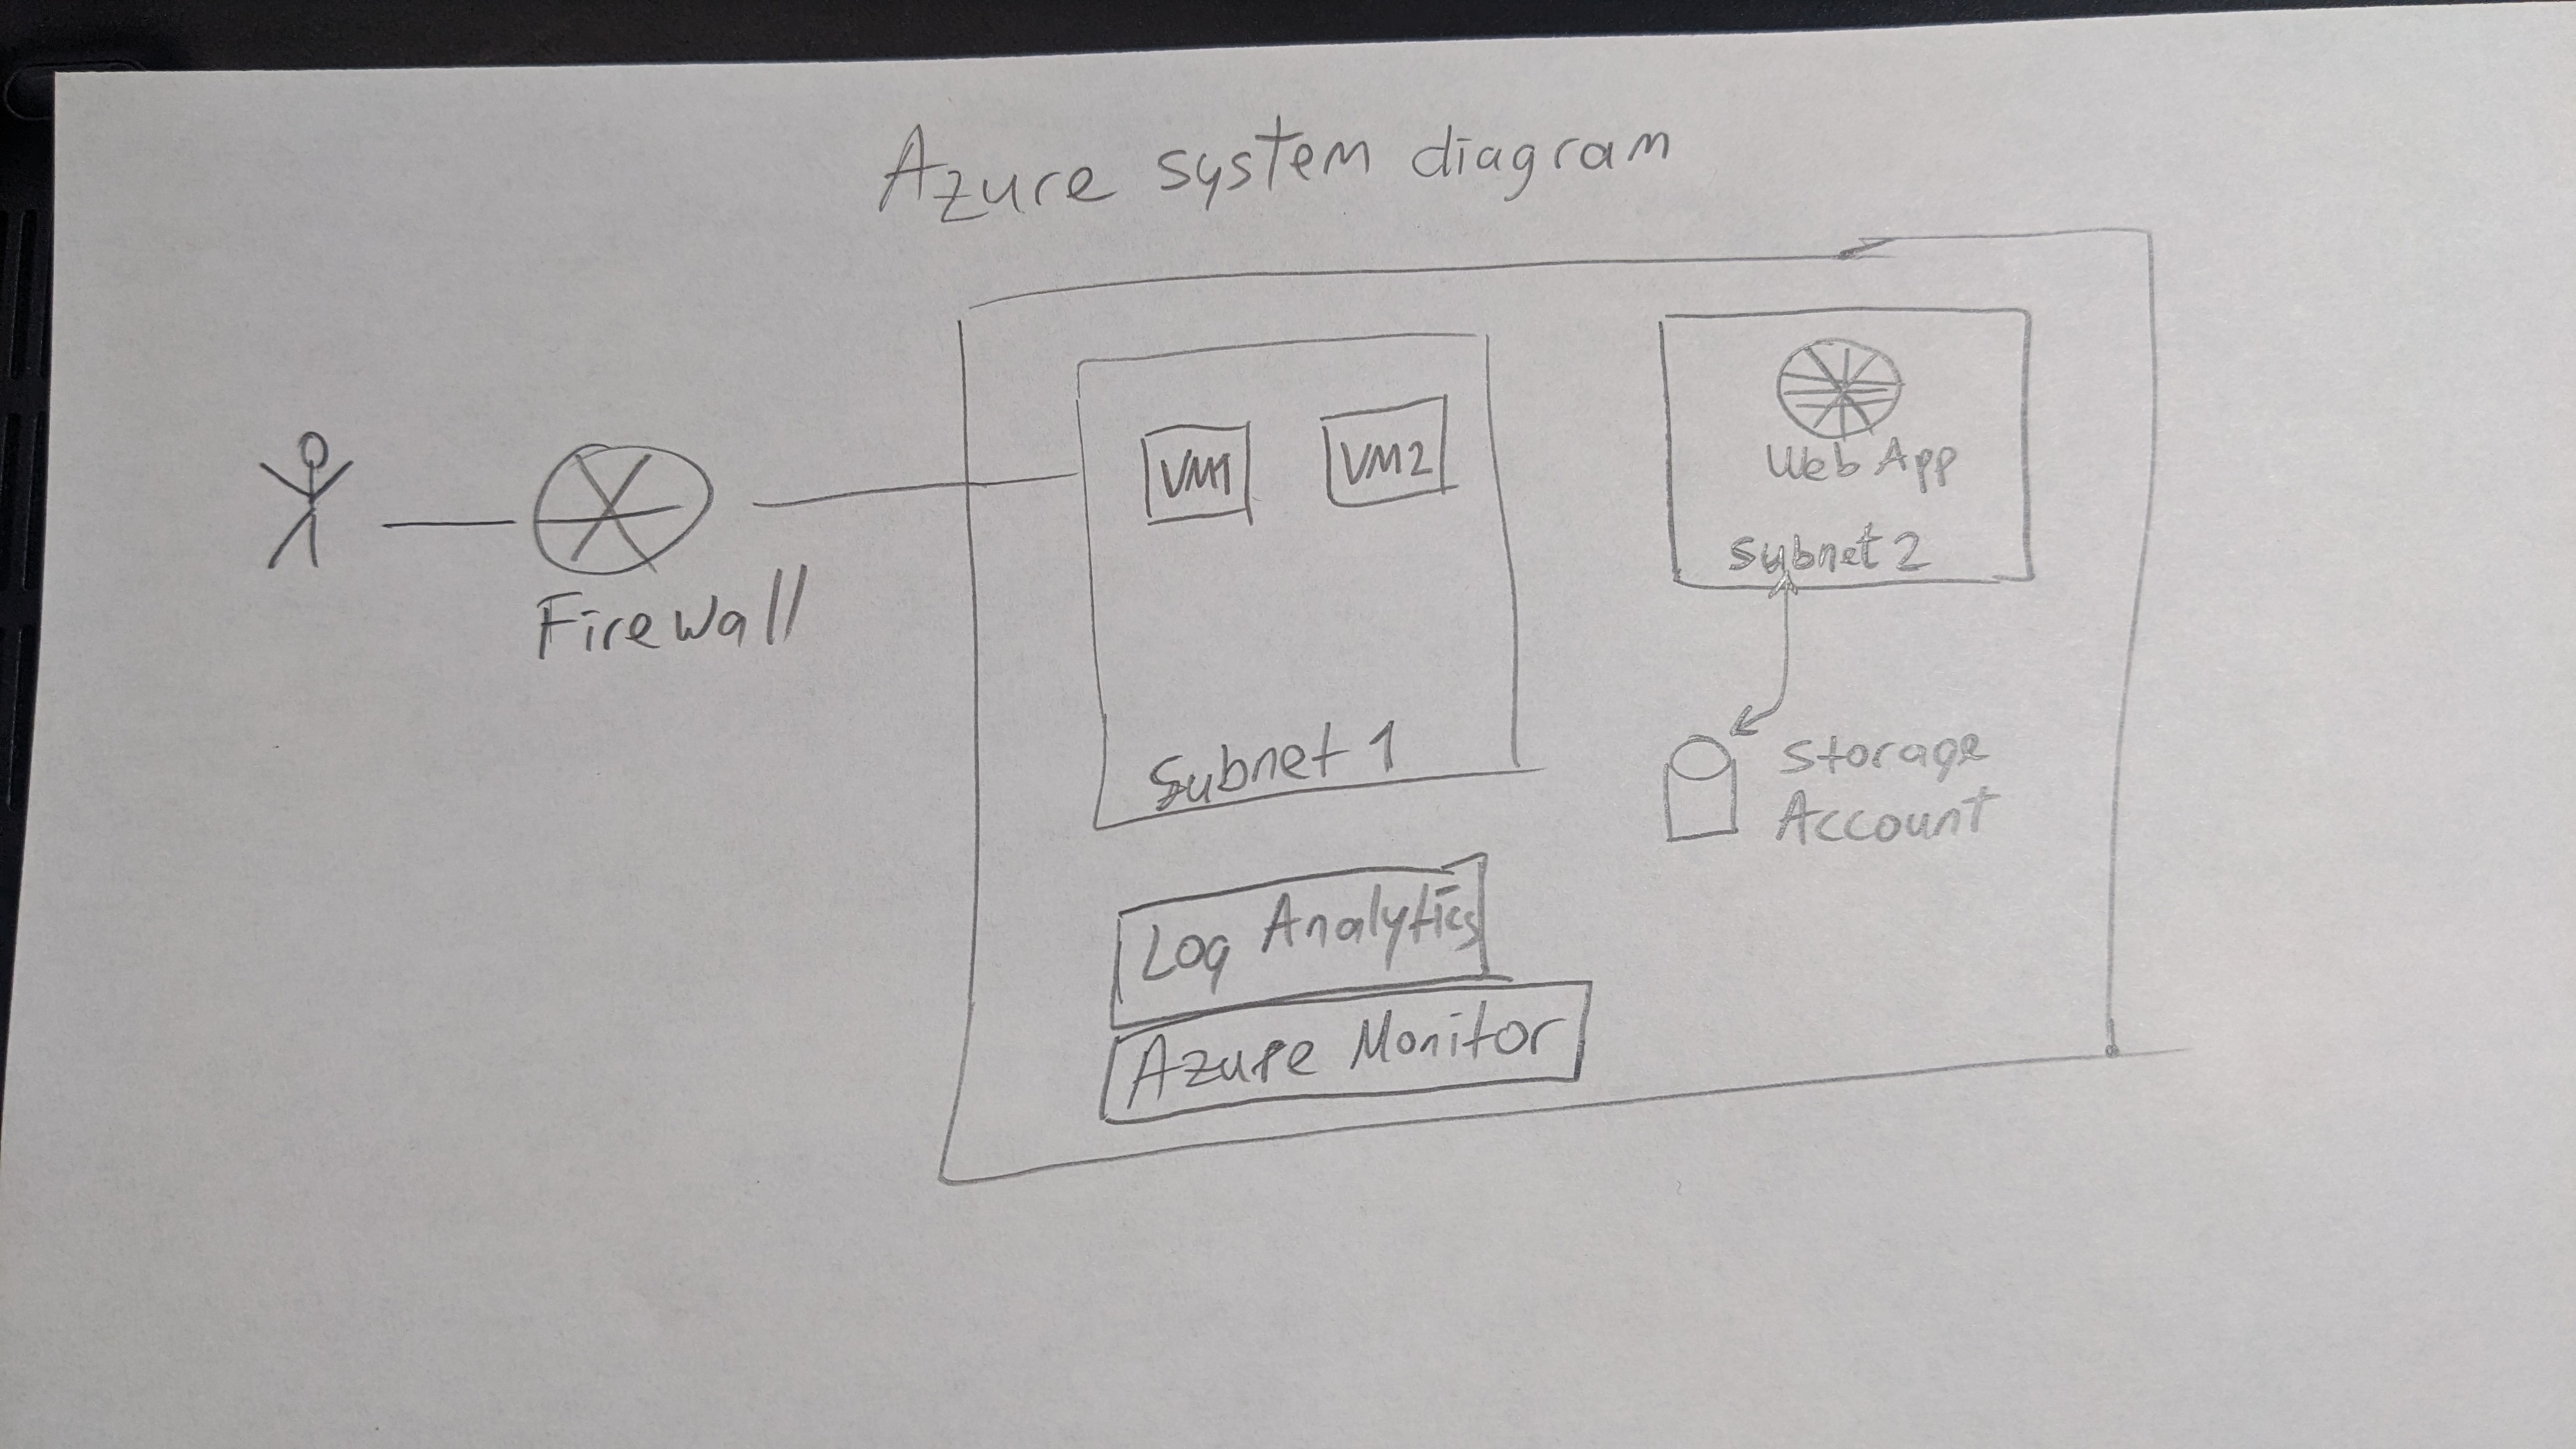 Azure system diagram
VM1
VM2
Web App
Subnet 2
Firewall
Subnet 1
Storage
Account
Log Analytics
Azure Monitor